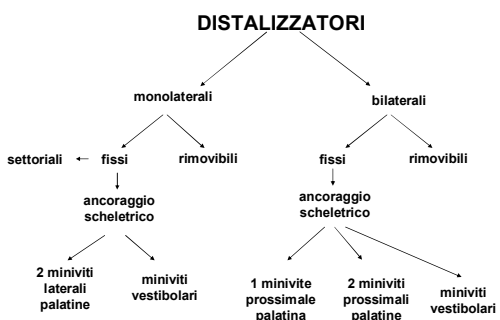 DISTALIZZATORI
monolaterali
bilaterali
settoriali
fissi
rimovibili
fissi
rimovibili
ancoraggio
scheletrico
ancoraggio
scheletrico
2 miniviti
laterali
palatine
miniviti
vestibolari
1 minivite
prossimale
palatina
2 miniviti
prossimali
palatine
miniviti
vestibolari